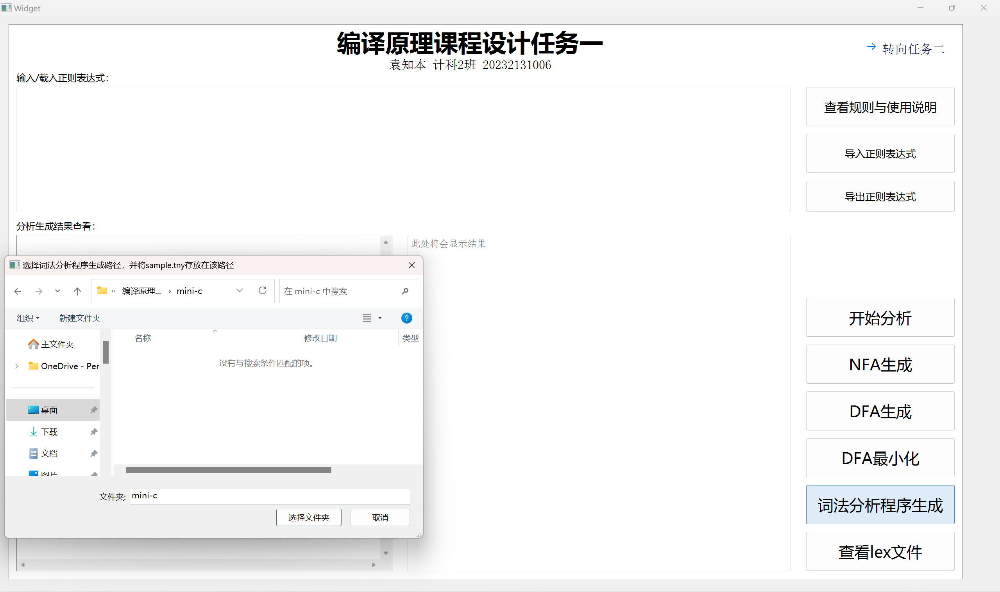 Widget
编译原理课程设计任务一
转向任务二
袁知本 计科2班 20232131006
输入/载入正则表达式：
查看规则与使用说明
导入正则表达式
导出正则表达式
分析生成结果查看：
此处将会显示结果
选择词法分析程序生成路径，并将sample.tny存放在该路径
« 编译原理... › mini-c
在 mini-c 中搜索
组织
新建文件夹
名称
修改日期
类型
没有与搜索条件匹配的项。
主文件夹
OneDrive - Per
桌面
下载
文档
图片
文件夹:
mini-c
选择文件夹
取消
开始分析
NFA生成
DFA生成
DFA最小化
词法分析程序生成
查看lex文件